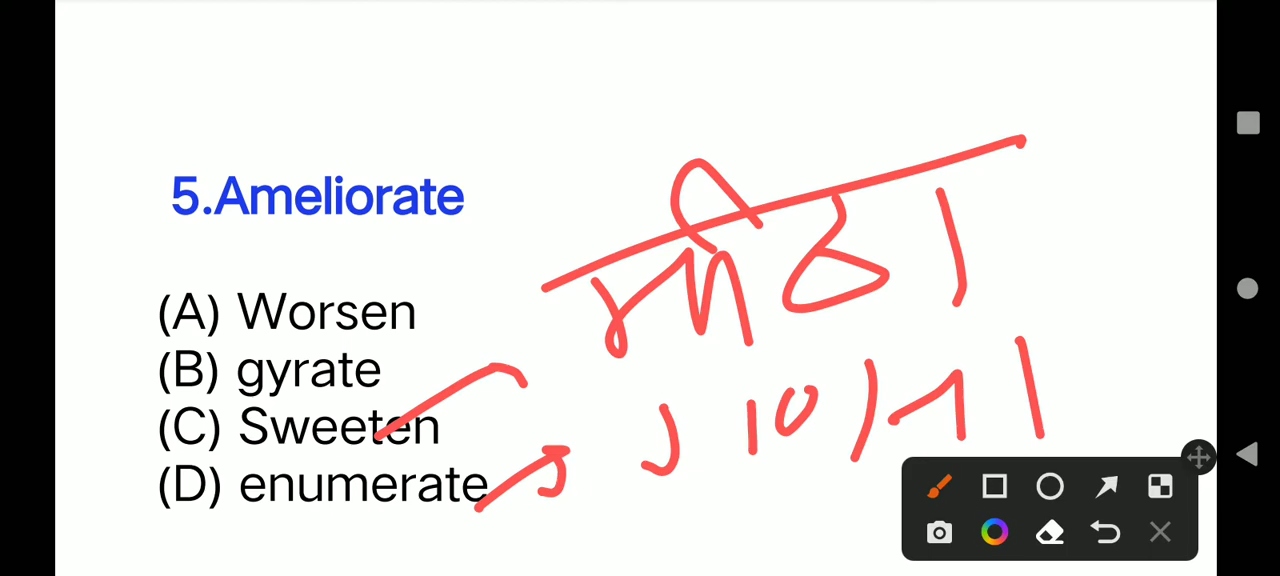 5.Ameliorate
(A) Worsen
(B) gyrate
(C) Sweeten
(D) enumerate
मीठा